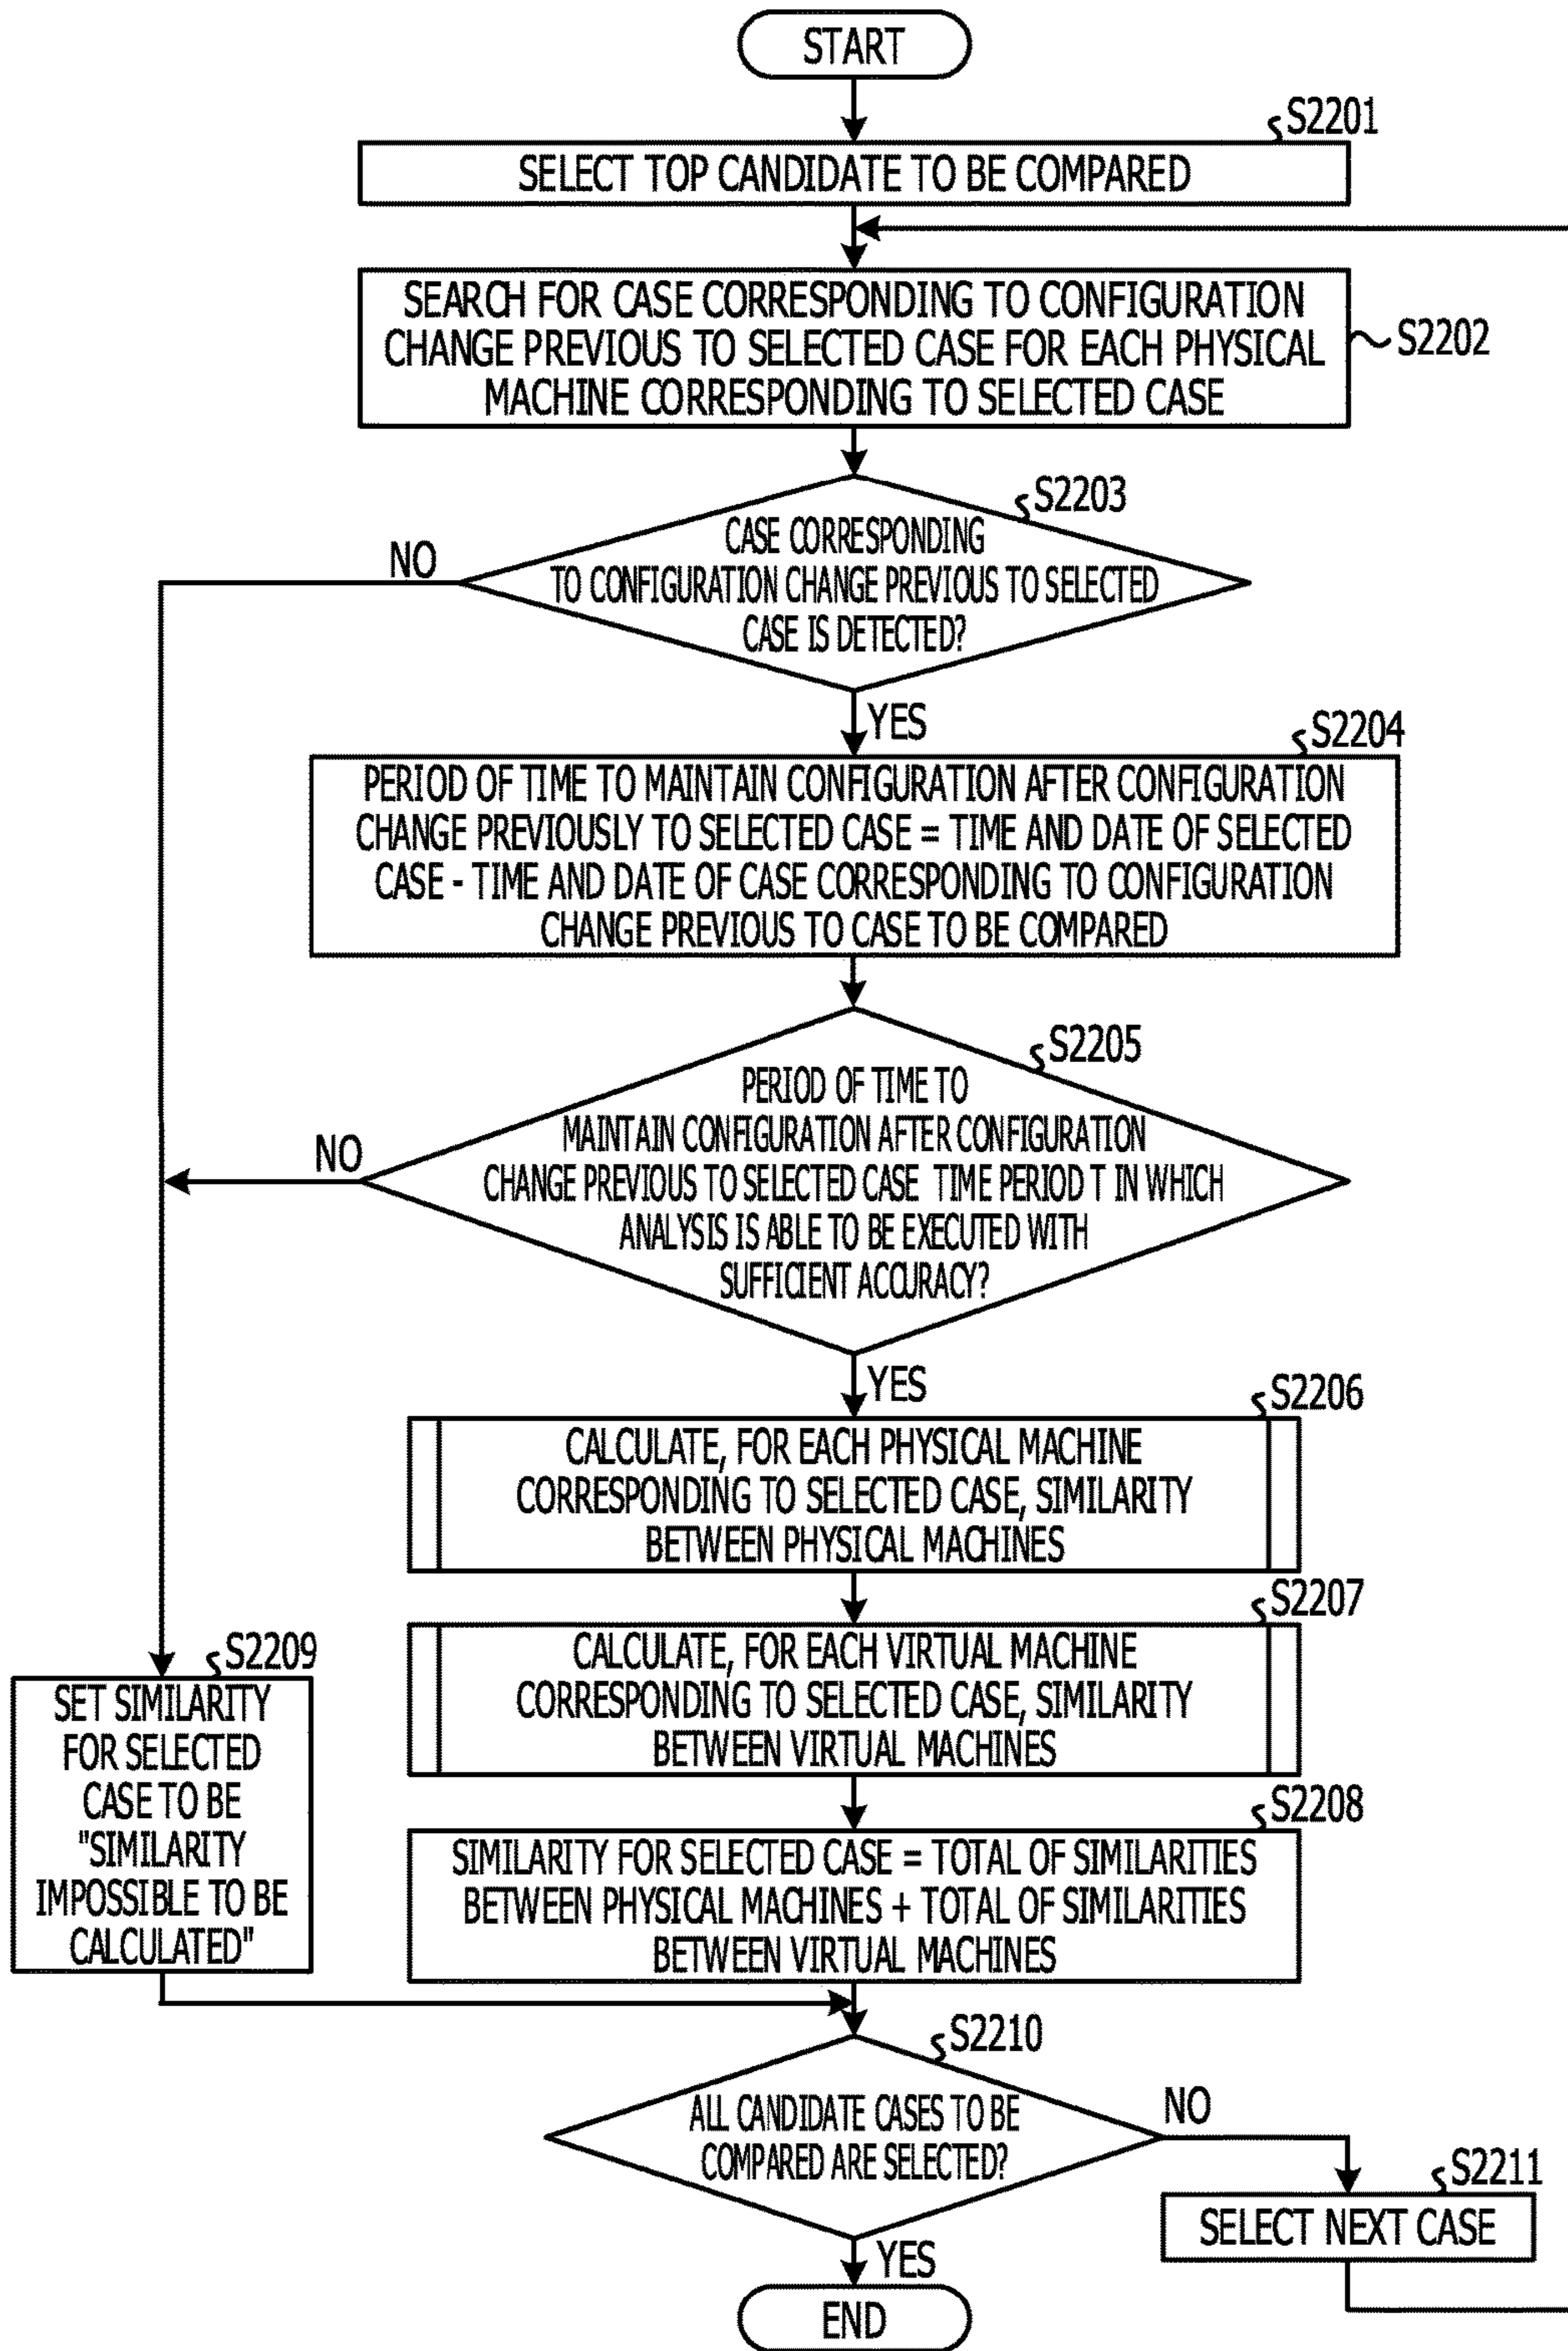 START
S2201
SELECT TOP CANDIDATE TO BE COMPARED
SEARCH FOR CASE CORRESPONDING TO CONFIGURATION
CHANGE PREVIOUS TO SELECTED CASE FOR EACH PHYSICAL
MACHINE CORRESPONDING TO SELECTED CASE
S2202
S2203
CASE CORRESPONDING
TO CONFIGURATION CHANGE PREVIOUS TO SELECTED
CASE IS DETECTED?
NO
YES
S2204
PERIOD OF TIME TO MAINTAIN CONFIGURATION AFTER CONFIGURATION
CHANGE PREVIOUSLY TO SELECTED CASE = TIME AND DATE OF SELECTED
CASE - TIME AND DATE OF CASE CORRESPONDING TO CONFIGURATION
CHANGE PREVIOUS TO CASE TO BE COMPARED
S2205
PERIOD OF TIME TO
MAINTAIN CONFIGURATION AFTER CONFIGURATION
CHANGE PREVIOUS TO SELECTED CASE TIME PERIOD T IN WHICH
ANALYSIS IS ABLE TO BE EXECUTED WITH
SUFFICIENT ACCURACY?
NO
YES
S2206
CALCULATE, FOR EACH PHYSICAL MACHINE
CORRESPONDING TO SELECTED CASE, SIMILARITY
BETWEEN PHYSICAL MACHINES
S2207
CALCULATE, FOR EACH VIRTUAL MACHINE
CORRESPONDING TO SELECTED CASE, SIMILARITY
BETWEEN VIRTUAL MACHINES
S2208
SIMILARITY FOR SELECTED CASE = TOTAL OF SIMILARITIES
BETWEEN PHYSICAL MACHINES + TOTAL OF SIMILARITIES
BETWEEN VIRTUAL MACHINES
S2209
SET SIMILARITY
FOR SELECTED
CASE TO BE
"SIMILARITY
IMPOSSIBLE TO BE
CALCULATED"
S2210
ALL CANDIDATE CASES TO BE
COMPARED ARE SELECTED?
NO
S2211
SELECT NEXT CASE
YES
END